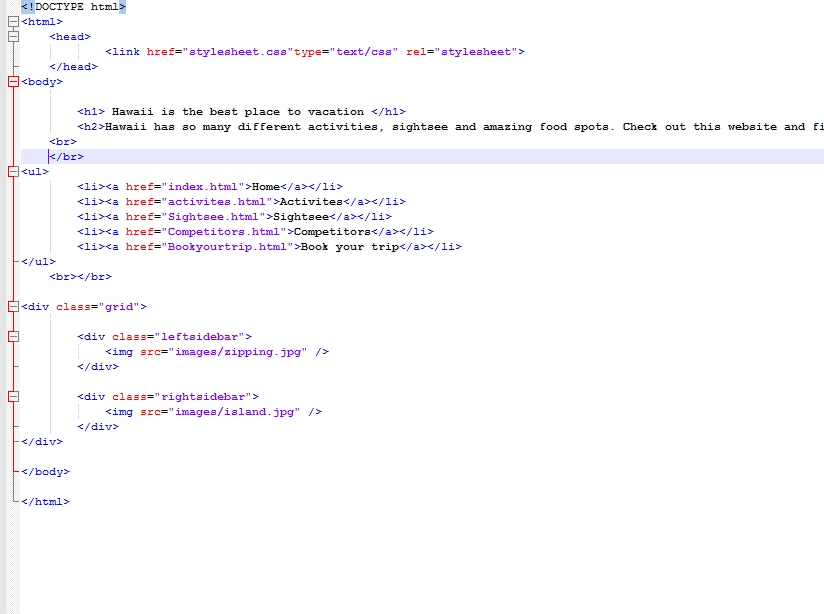 <!DOCTYPE html>
<html>
<head>
<link href="stylesheet.css"type="text/css" rel="stylesheet">
</head>
<body>
<h1> Hawaii is the best place to vacation </h1>
<h2>Hawaii has so many different activities, sightsee and amazing food spots. Check out this website and
<br>
</br>
<ul>
<li><a href="index.html">Home</a></li>
<li><a href="activites.html">Activites</a></li>
<li><a href="Sightsee.html">Sightsee</a></li>
<li><a href="Competitors.html">Competitors</a></li>
<li><a href="Bookyourtrip.html">Book your trip</a></li>
</ul>
<br></br>
<div class="grid">
<div class="leftsidebar">
<img src="images/zipping.jpg" />
</div>
<div class="rightsidebar">
<img src="images/island.jpg" />
</div>
</div>
</body>
</html>